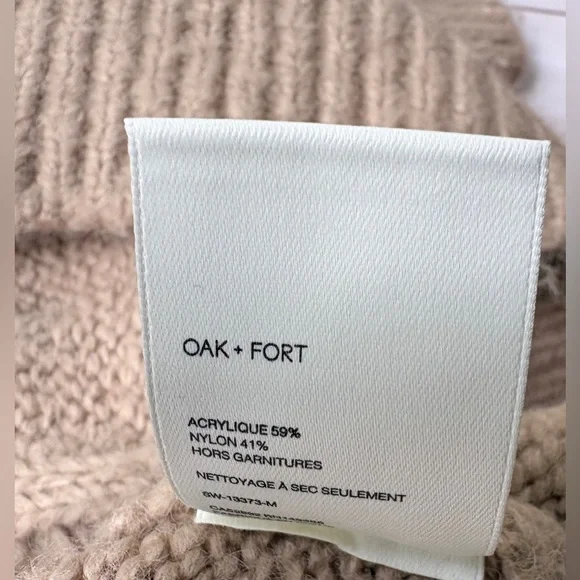 OAK + FORT
ACRYLIQUE 59%
NYLON 41%
HORS GARNITURES
NETTOYAGE À SEC SEULEMENT
SW-13373-M